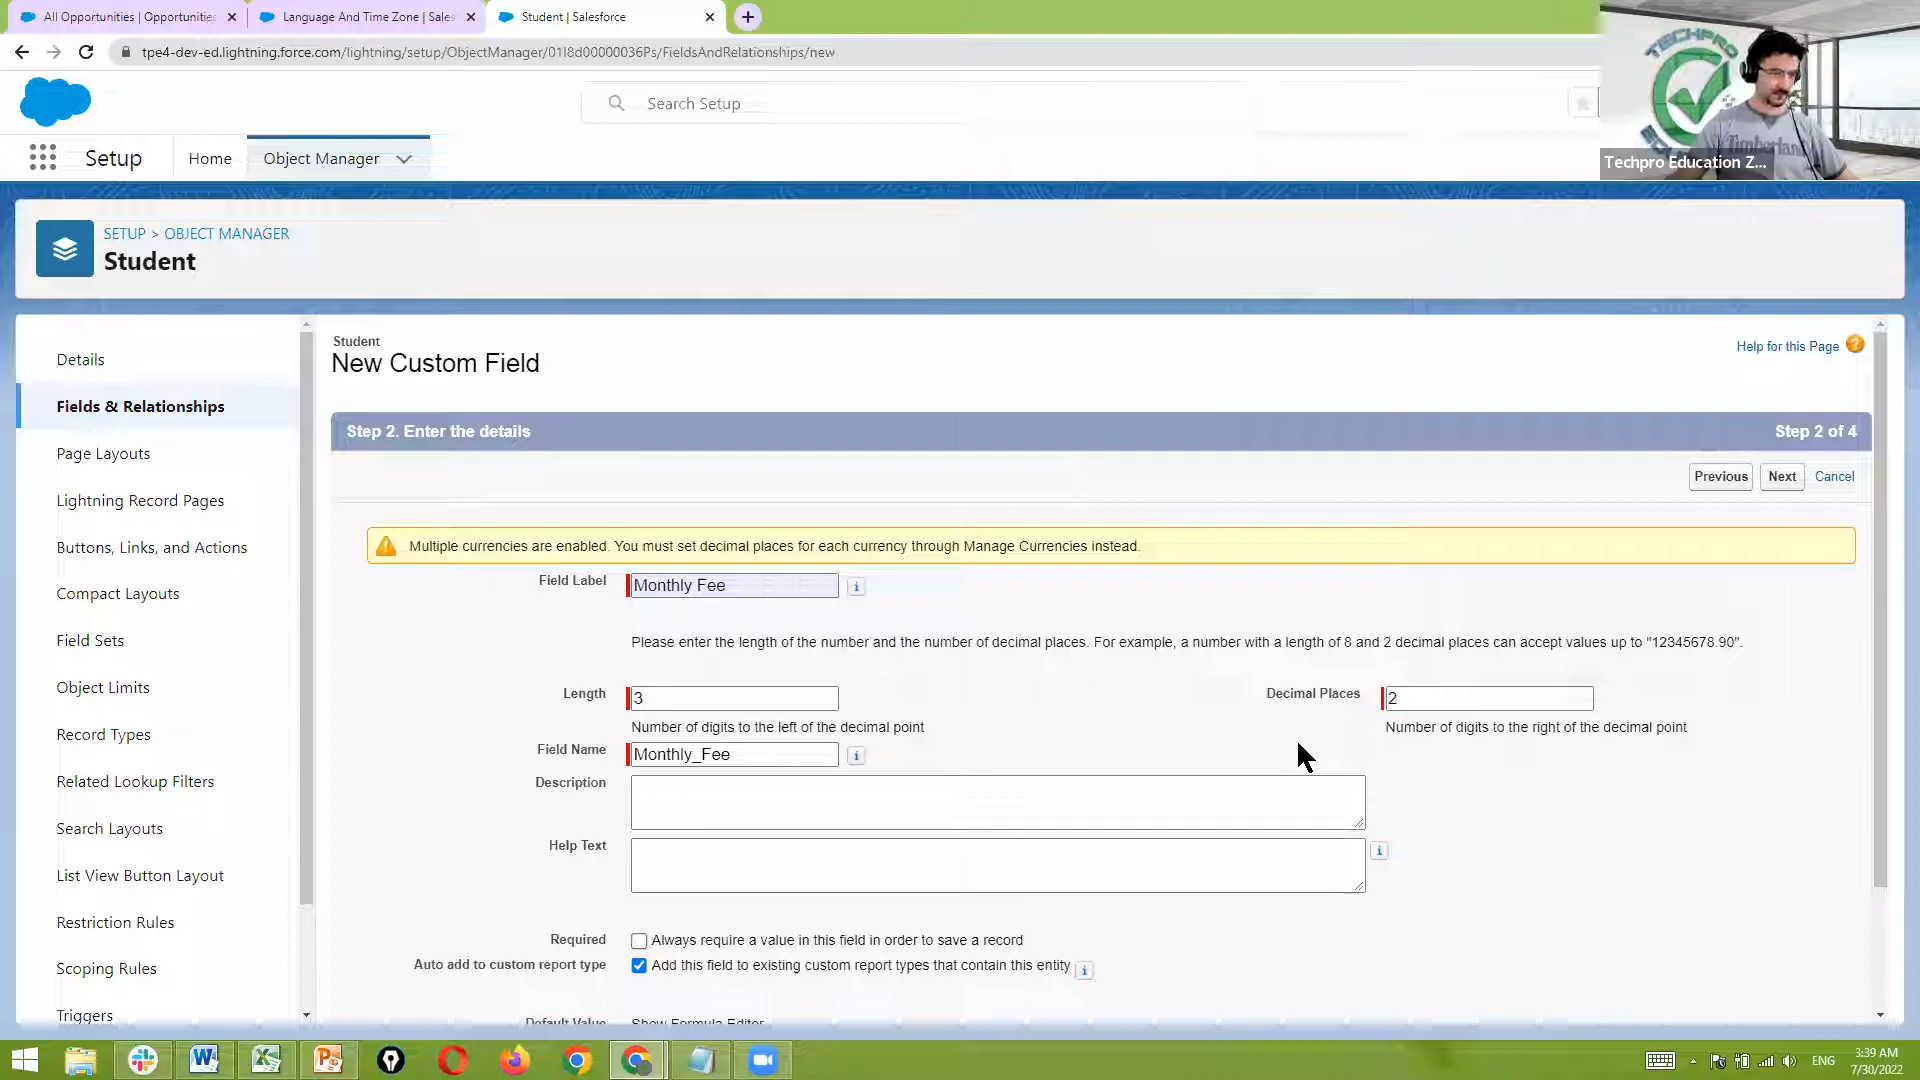 All Opportunities | Opportunitie
Language And Time Zone | Sales
Student | Salesforce
tpe4-dev-ed.lightning.force.com/lightning/setup/ObjectManager/01I8d00000036Ps/FieldsAndRelationships/new
TECHPRO
Search Setup
Timberland
Techpro Education Z...
Setup
Home
Object Manager
SETUP > OBJECT MANAGER
Student
Details
Fields & Relationships
Page Layouts
Lightning Record Pages
Buttons, Links, and Actions
Compact Layouts
Field Sets
Object Limits
Record Types
Related Lookup Filters
Search Layouts
List View Button Layout
Restriction Rules
Scoping Rules
Triggers
Student
New Custom Field
Help for this Page
Step 2. Enter the details
Step 2 of 4
Previous
Next
Cancel
Multiple currencies are enabled. You must set decimal places for each currency through Manage Currencies instead.
Field Label
Monthly Fee
Please enter the length of the number and the number of decimal places. For example, a number with a length of 8 and 2 decimal places can accept values up to "12345678.90".
Length
3
Decimal Places
2
Number of digits to the left of the decimal point
Number of digits to the right of the decimal point
Field Name
Monthly_Fee
Description
Help Text
Required
Always require a value in this field in order to save a record
Auto add to custom report type
Add this field to existing custom report types that contain this entity
Default Value
Show Formula Editor
ENG
3:39 AM
7/30/2022